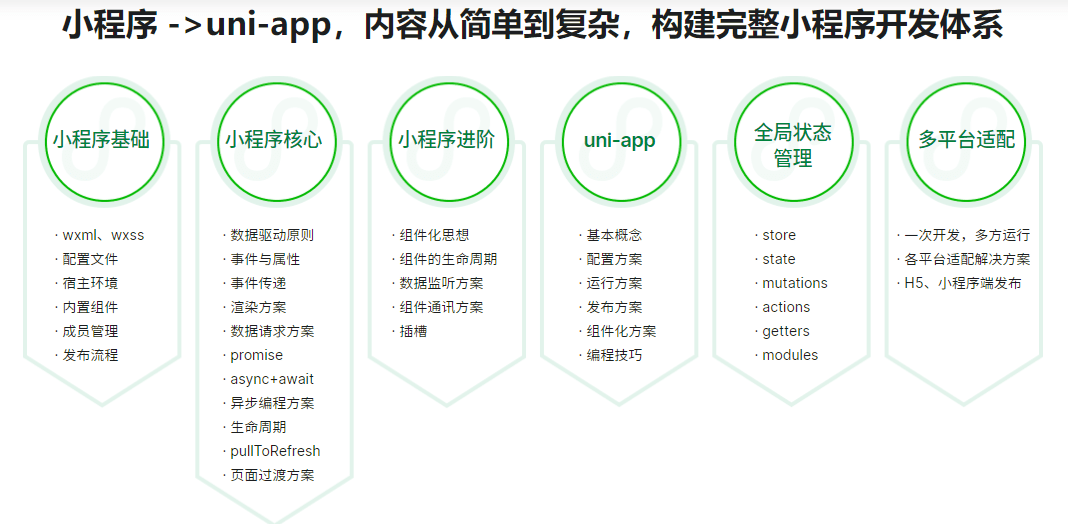 小程序 ->uni-app，内容从简单到复杂，构建完整小程序开发体系
小程序基础
· wxml、wxss
· 配置文件
· 宿主环境
· 内置组件
· 成员管理
· 发布流程
小程序核心
· 数据驱动原则
· 事件与属性
· 事件传递
· 渲染方案
· 数据请求方案
· promise
· async+await
· 异步编程方案
· 生命周期
· pullToRefresh
· 页面过渡方案
小程序进阶
· 组件化思想
· 组件的生命周期
· 数据监听方案
· 组件通讯方案
· 插槽
uni-app
· 基本概念
· 配置方案
· 运行方案
· 发布方案
· 组件化方案
· 编程技巧
全局状态
管理
· store
· state
· mutations
· actions
· getters
· modules
多平台适配
· 一次开发，多方运行
· 各平台适配解决方案
· H5、小程序端发布